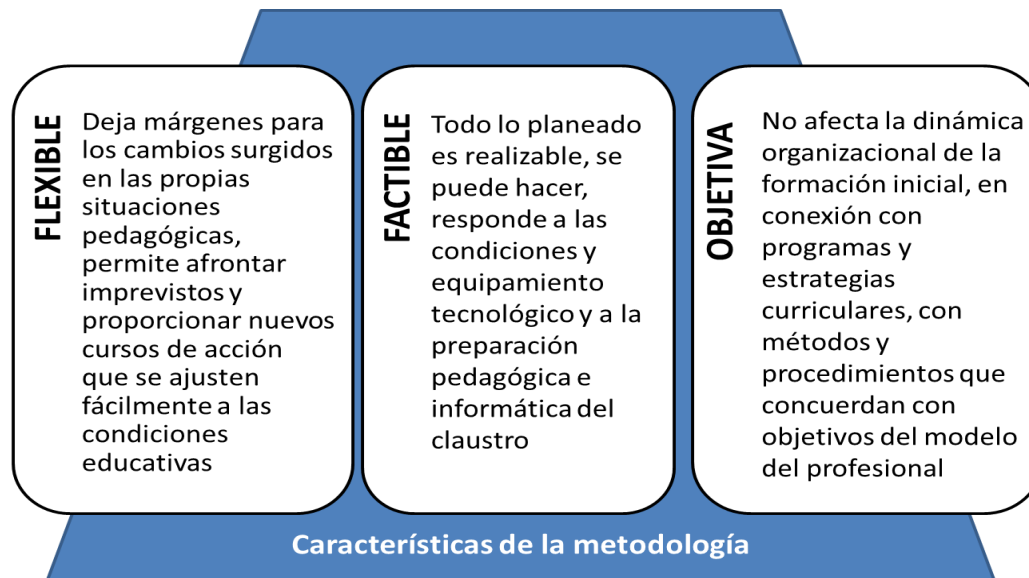 FLEXIBLE
Deja márgenes para
los cambios surgidos
en las propias
situaciones
pedagógicas,
permite afrontar
imprevistos y
proporcionar nuevos
cursos de acción
que se ajusten
fácilmente a las
condiciones
educativas
FACTIBLE
Todo lo planeado
es realizable, se
puede hacer,
responde a las
condiciones y
equipamiento
tecnológico y a la
preparación
pedagógica e
informática del
claustro
OBJETIVA
No afecta la dinámica
organizacional de la
formación inicial, en
conexión con
programas y
estrategias
curriculares, con
métodos y
procedimientos que
concuerdan con
objetivos del modelo
del profesional
Características de la metodología